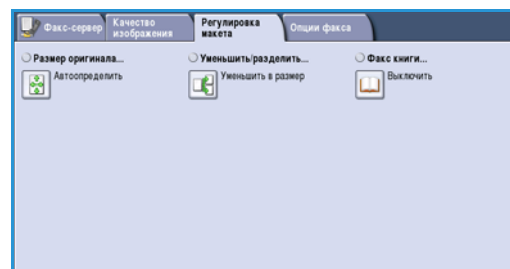 Факс-сервер
Качество
изображения
Регулировка
макета
Опции факса
Размер оригинала...
Уменьшить/разделить...
Факс книги...
Автоопределить
Уменьшить в размер
Выключить